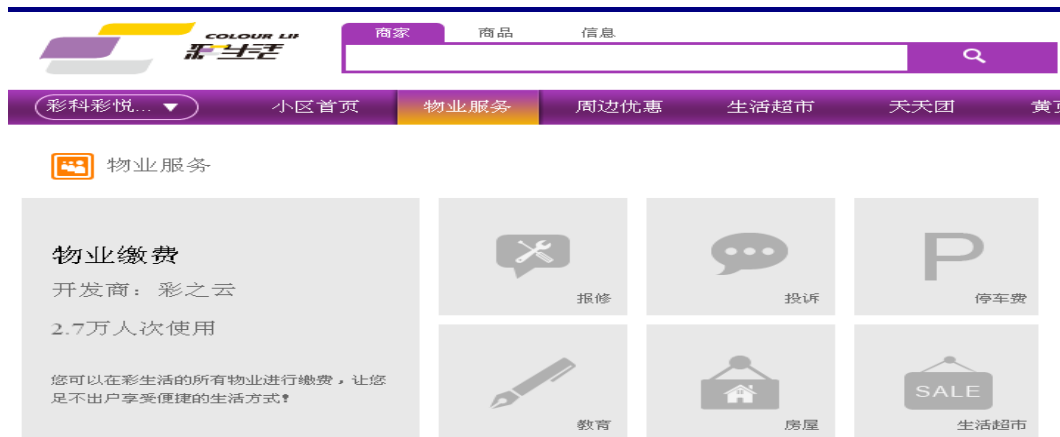 COLOUR LIF
彩生活
商家 商品 信息
彩科彩悦... 小区首页 物业服务 周边优惠 生活超市 天天团 黄
物业服务
物业缴费
开发商：彩之云
2.7万人次使用
您可以在彩生活的所有物业进行缴费，让您
足不出户享受便捷的生活方式！
报修
投诉
P
停车费
教育
房屋
SALE
生活超市